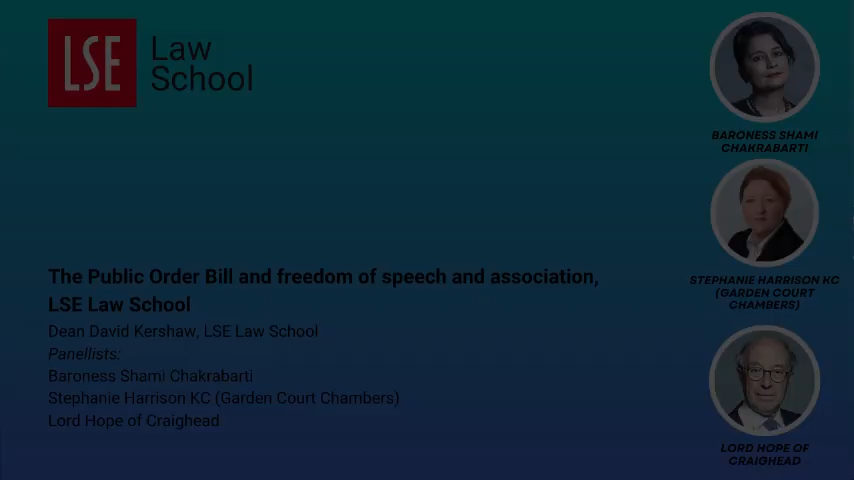 LSE Law
School
BARONESS SHAMI
CHAKRABARTI
STEPHANIE HARRISON KC
(GARDEN COURT
CHAMBERS)
The Public Order Bill and freedom of speech and association,
LSE Law School
Dean David Kershaw, LSE Law School
Panellists:
Baroness Shami Chakrabarti
Stephanie Harrison KC (Garden Court Chambers)
Lord Hope of Craighead
LORD HOPE OF
CRAIGHEAD